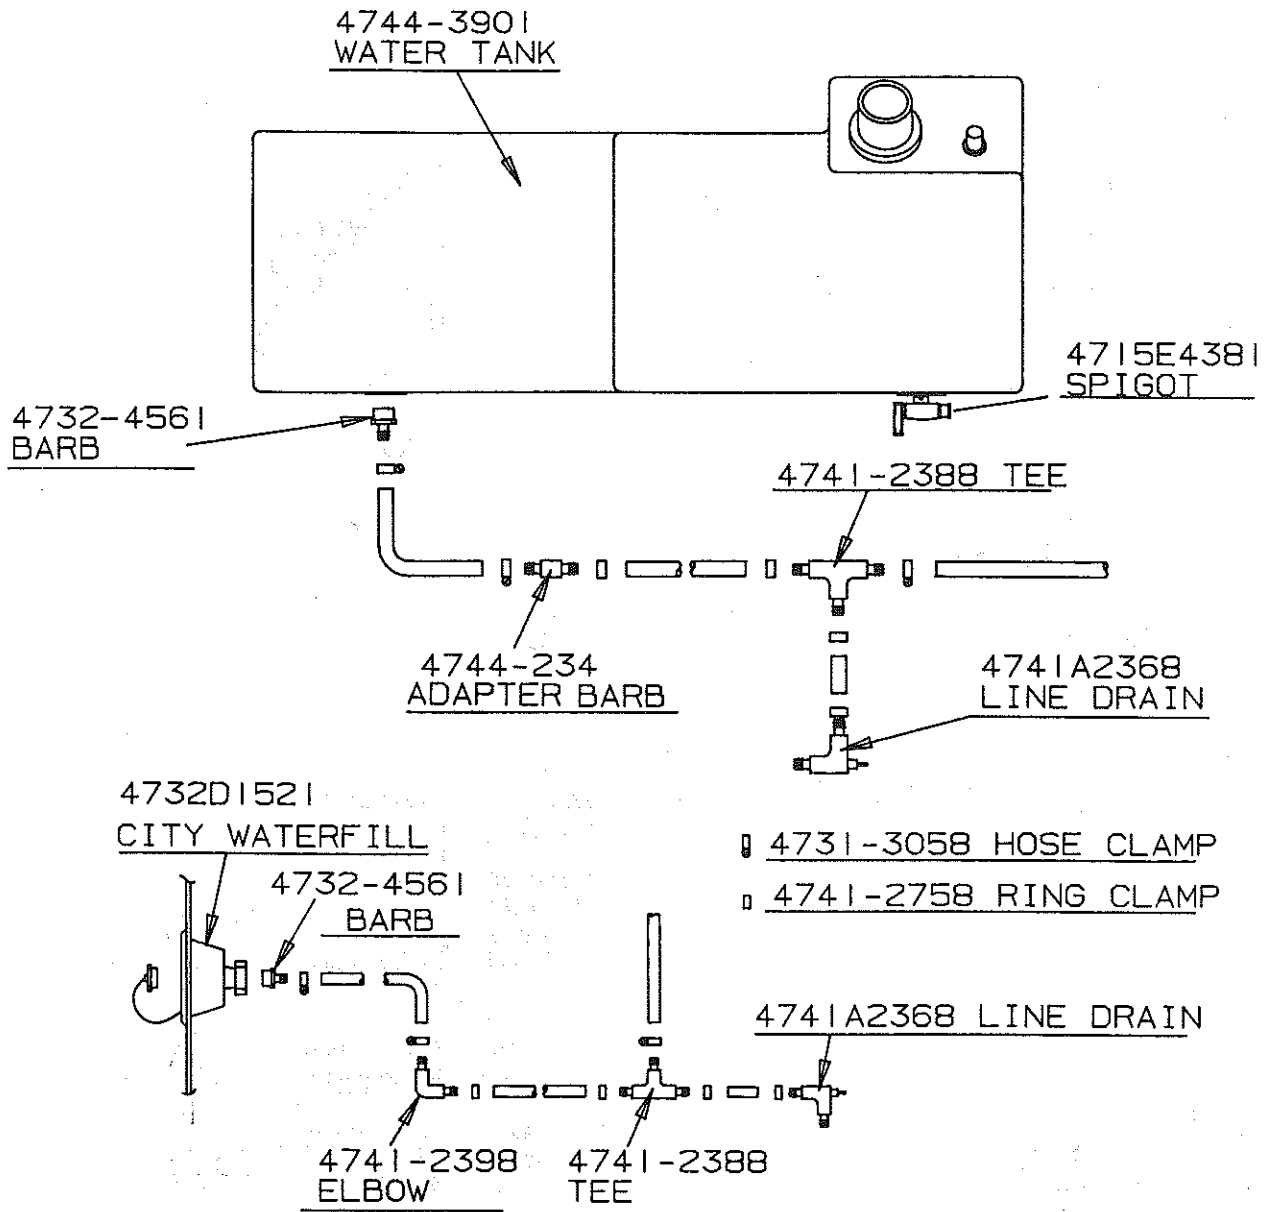 4744-3901
WATER TANK
4715E4381
SPIGOT
4732-4561
BARB
4741-2388 TEE
4744-234
ADAPTER BARB
4741A2368
LINE DRAIN
4732D1521
CITY WATERFILL
4731-3058 HOSE CLAMP
4732-4561
BARB
4741-2758 RING CLAMP
4741A2368 LINE DRAIN
4741-2398
ELBOW
4741-2388
TEE